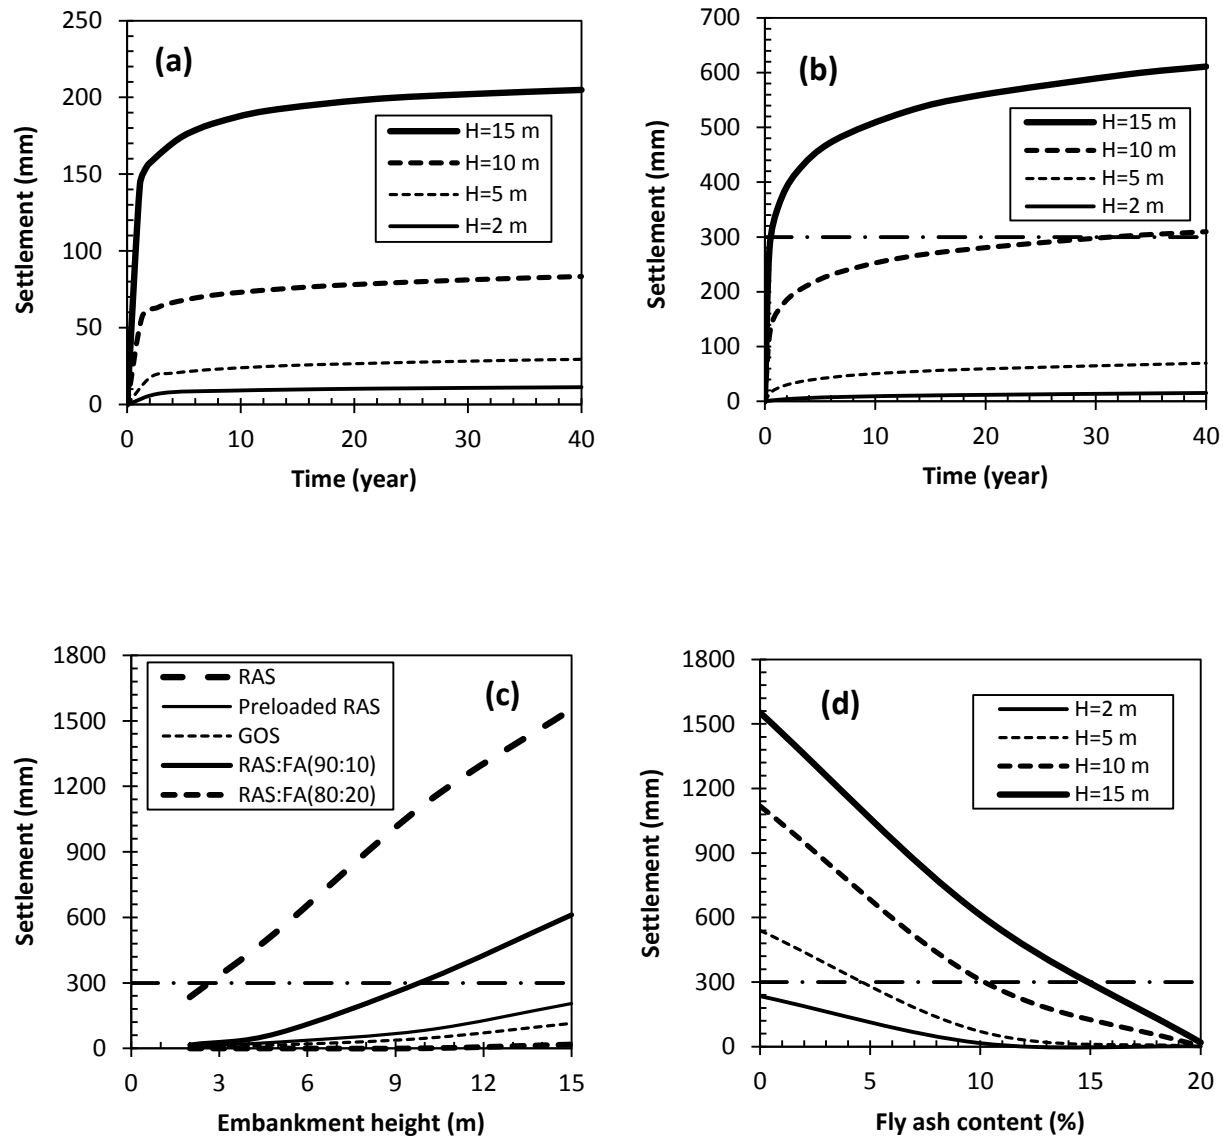 (a)
Settlement (mm)
250
200
150
100
50
0
H=15 m
H=10 m
H=5 m
H=2 m
0 10 20 30 40
Time (year)
(b)
Settlement (mm)
700
600
500
400
300
200
100
0
H=15 m
H=10 m
H=5 m
H=2 m
0 10 20 30 40
Time (year)
(c)
Settlement (mm)
1800
1500
1200
900
600
300
0
RAS
Preloaded RAS
GOS
RAS:FA(90:10)
RAS:FA(80:20)
0 3 6 9 12 15
Embankment height (m)
(d)
Settlement (mm)
1800
1500
1200
900
600
300
0
H=2 m
H=5 m
H=10 m
H=15 m
0 5 10 15 20
Fly ash content (%)